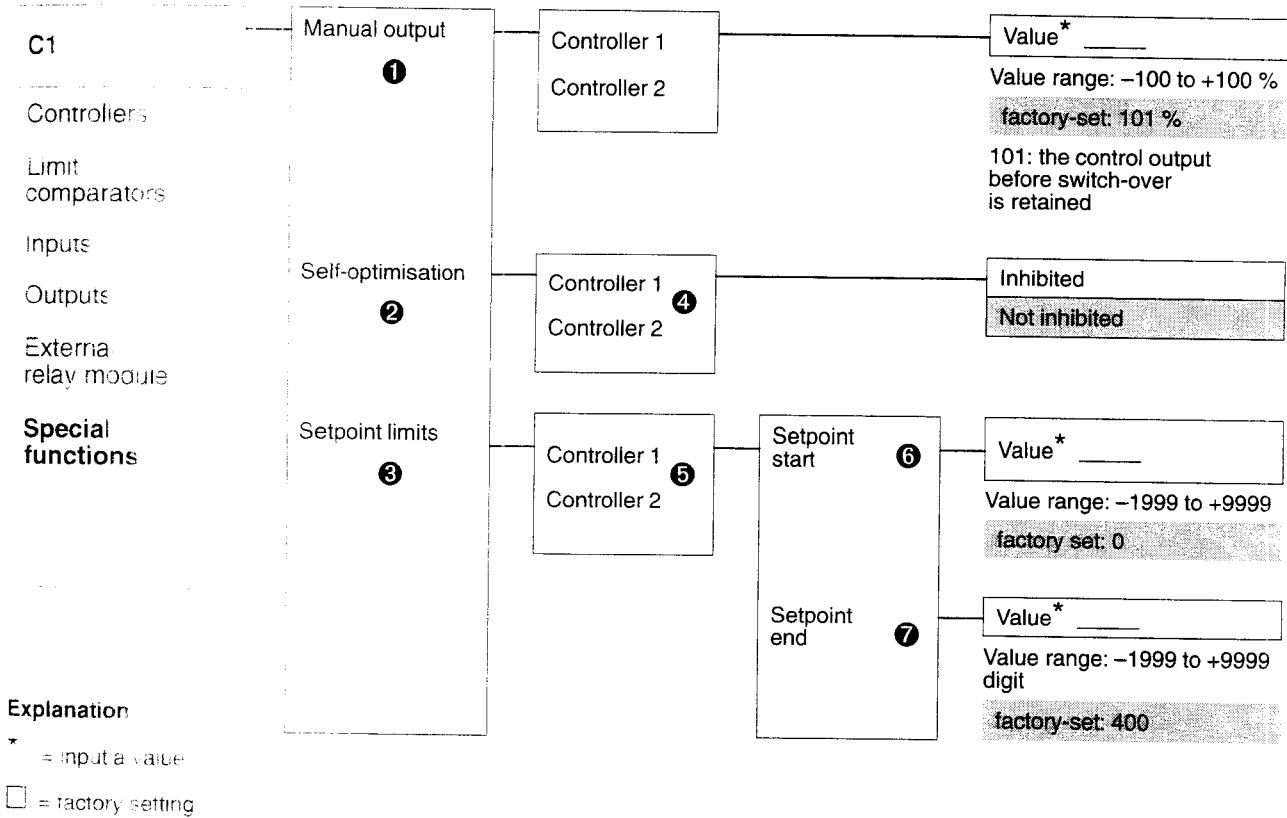 C1
Controllers
Limit
comparators
Inputs
Outputs
External
relay module
Special
functions
Explanation
* = input a value
□ = factory setting
Manual output
❶
Self-optimisation
❷
Setpoint limits
❸
Controller 1
Controller 2
Controller 1
❹
Controller 2
Controller 1
❺
Controller 2
Setpoint
start ❻
Setpoint
end ❼
Value* _____
Value range: –100 to +100 %
factory-set: 101 %
101: the control output
before switch-over
is retained
Inhibited
Not inhibited
Value* _____
Value range: –1999 to +9999
factory set: 0
Value* _____
Value range: –1999 to +9999
digit
factory-set: 400